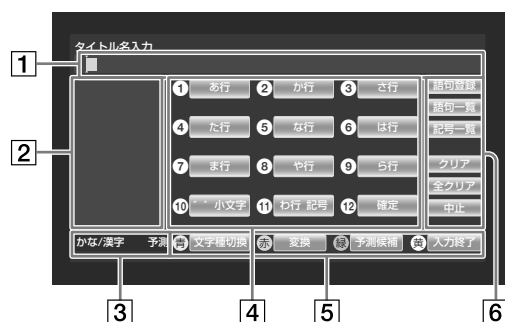 タイトル名入力
1
2
① あ行 ② か行 ③ さ行
④ た行 ⑤ な行 ⑥ は行
⑦ ま行 ⑧ や行 ⑨ ら行
⑩ ゛゜小文字 ⑪ わ行 記号 ⑫ 確定
語句登録
語句一覧
記号一覧
クリア
全クリア
中止
かな/漢字 予測
青 文字種切換 赤 変換 緑 予測候補 黄 入力終了
3 4 5 6